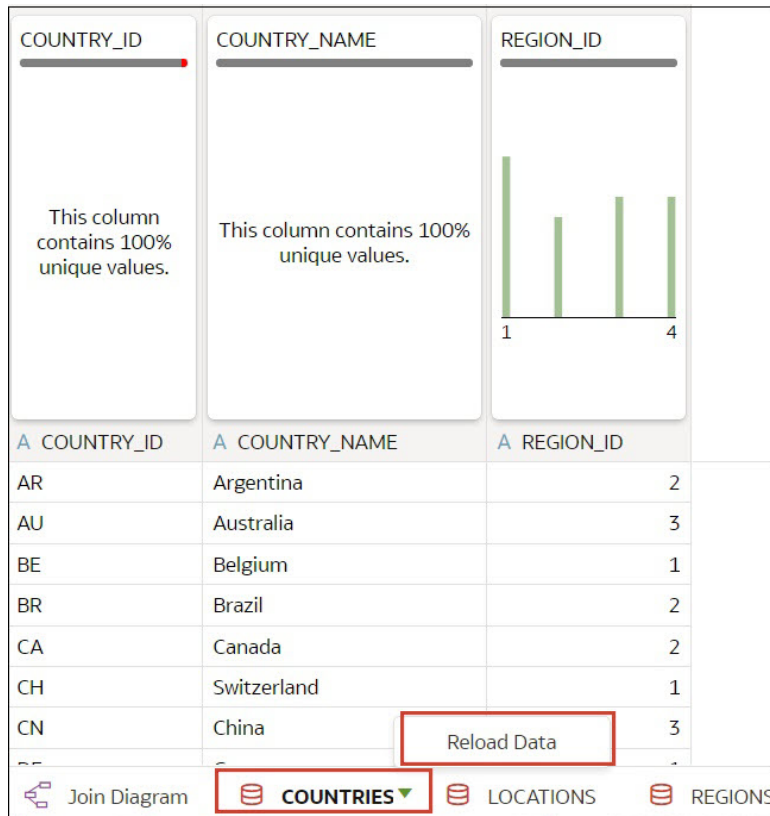 COUNTRY_ID COUNTRY_NAME REGION_ID
This column
contains 100%
unique values.
This column contains 100%
unique values.
1 4
A COUNTRY_ID A COUNTRY_NAME A REGION_ID
AR Argentina 2
AU Australia 3
BE Belgium 1
BR Brazil 2
CA Canada 2
CH Switzerland 1
CN China 3
Reload Data
Join Diagram COUNTRIES LOCATIONS REGIONS